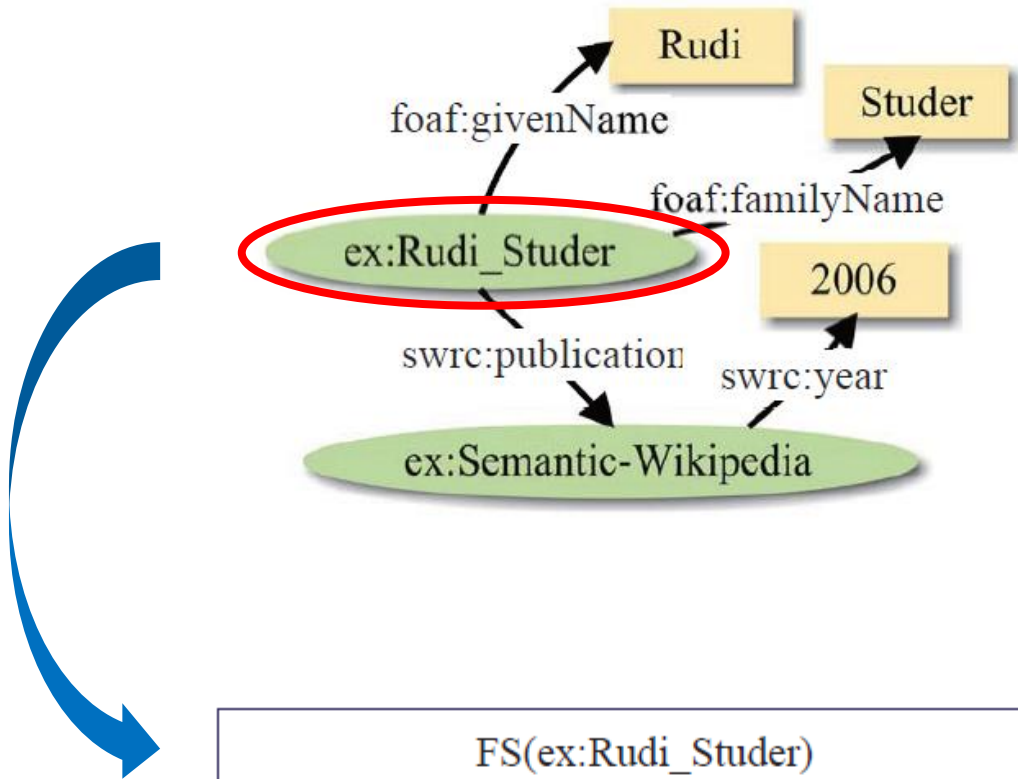 Rudi
Studer
foaf:givenName
foaf:familyName
ex:Rudi_Studer
2006
swrc:publication
swrc:year
ex:Semantic-Wikipedia
FS(ex:Rudi_Studer)